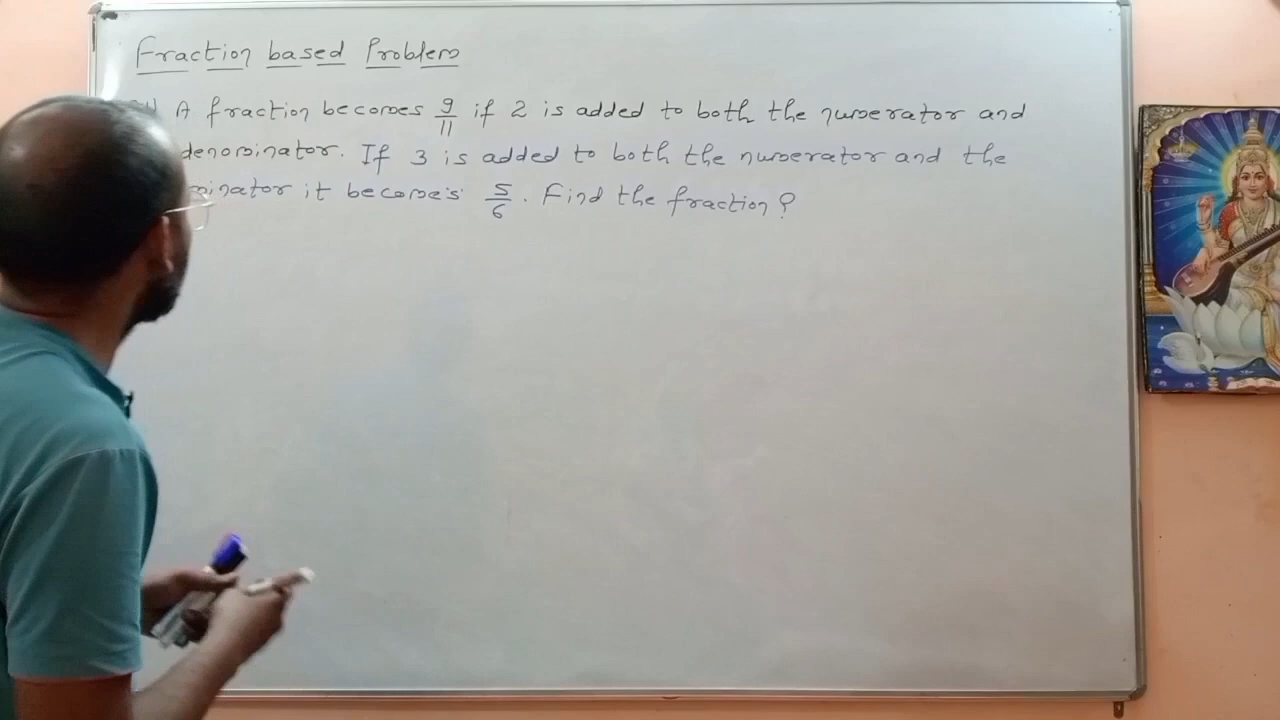 Fraction based Problem
A fraction becomes 9/11 if 2 is added to both the numerator and
denominator. If 3 is added to both the numerator and the
it becomes 5/6. Find the fraction?